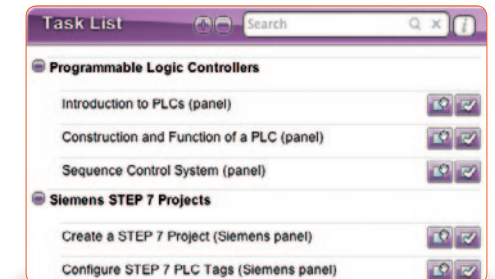 Task List
Search
Programmable Logic Controllers
Introduction to PLCs (panel)
Construction and Function of a PLC (panel)
Sequence Control System (panel)
Siemens STEP 7 Projects
Create a STEP 7 Project (Siemens panel)
Configure STEP 7 PLC Tags (Siemens panel)